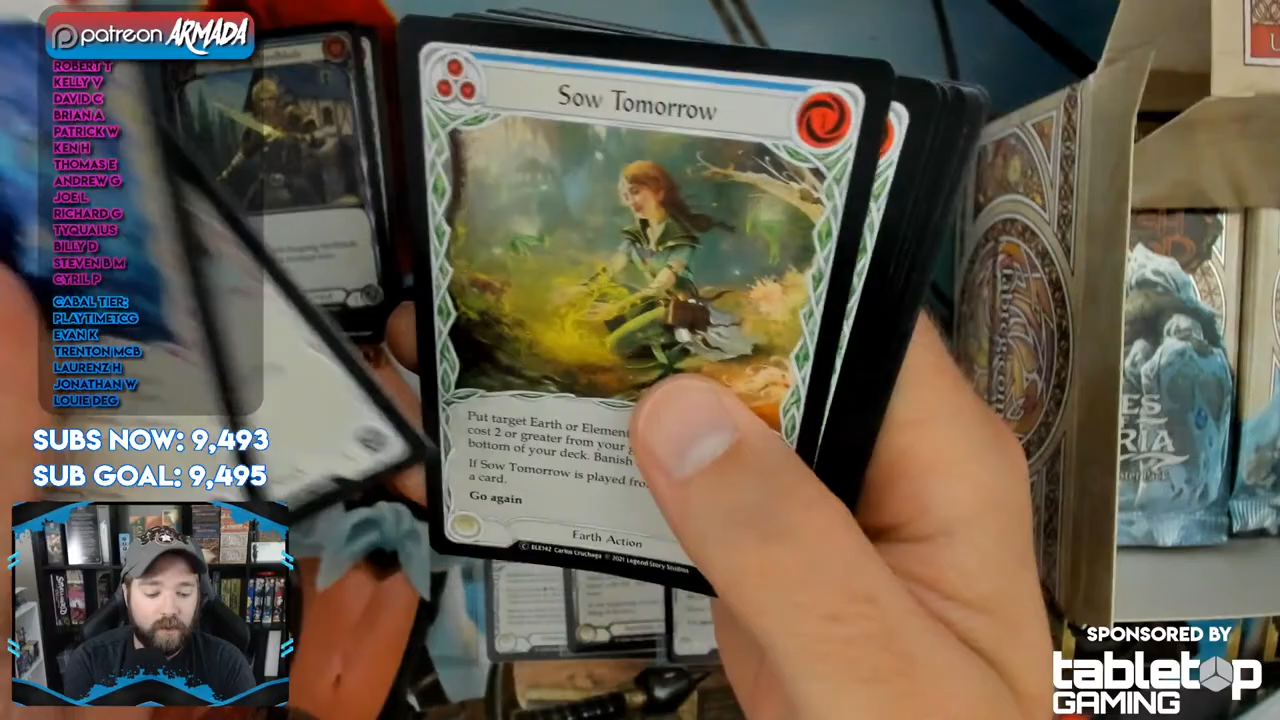 patreon ARMADA
ROBERT T
KELLY V
DAVID C
BRIAN A
PATRICK W
KEN H
THOMAS E
ANDREW G
JOE L
RICHARD G
TYQUAIUS
BILLY D
STEVEN B M
CYRIL P
CABAL TIER:
PLAYTIMETCG
EVAN K
TRENTON MCB
LAURENZ H
JONATHAN W
LOUIE DEG
SUBS NOW: 9,493
SUB GOAL: 9,495
Sow Tomorrow
1
Put target Earth or Element
cost 2 or greater from your
bottom of your deck. Banish
If Sow Tomorrow is played fro
a card.
Go again
Earth Action
C ELE142 Carlos Cruchaga © 2021 Legend Story Studios
ES
RIA
SPONSORED BY
tabletop
GAMING